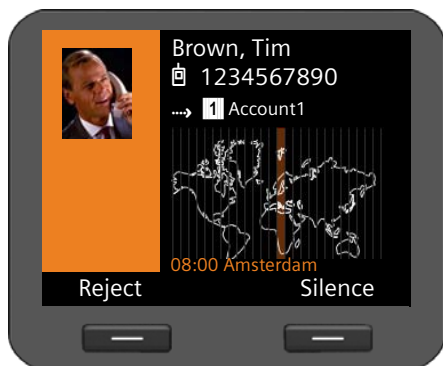 Brown, Tim
1234567890
1 Account1
08:00 Amsterdam
Reject Silence